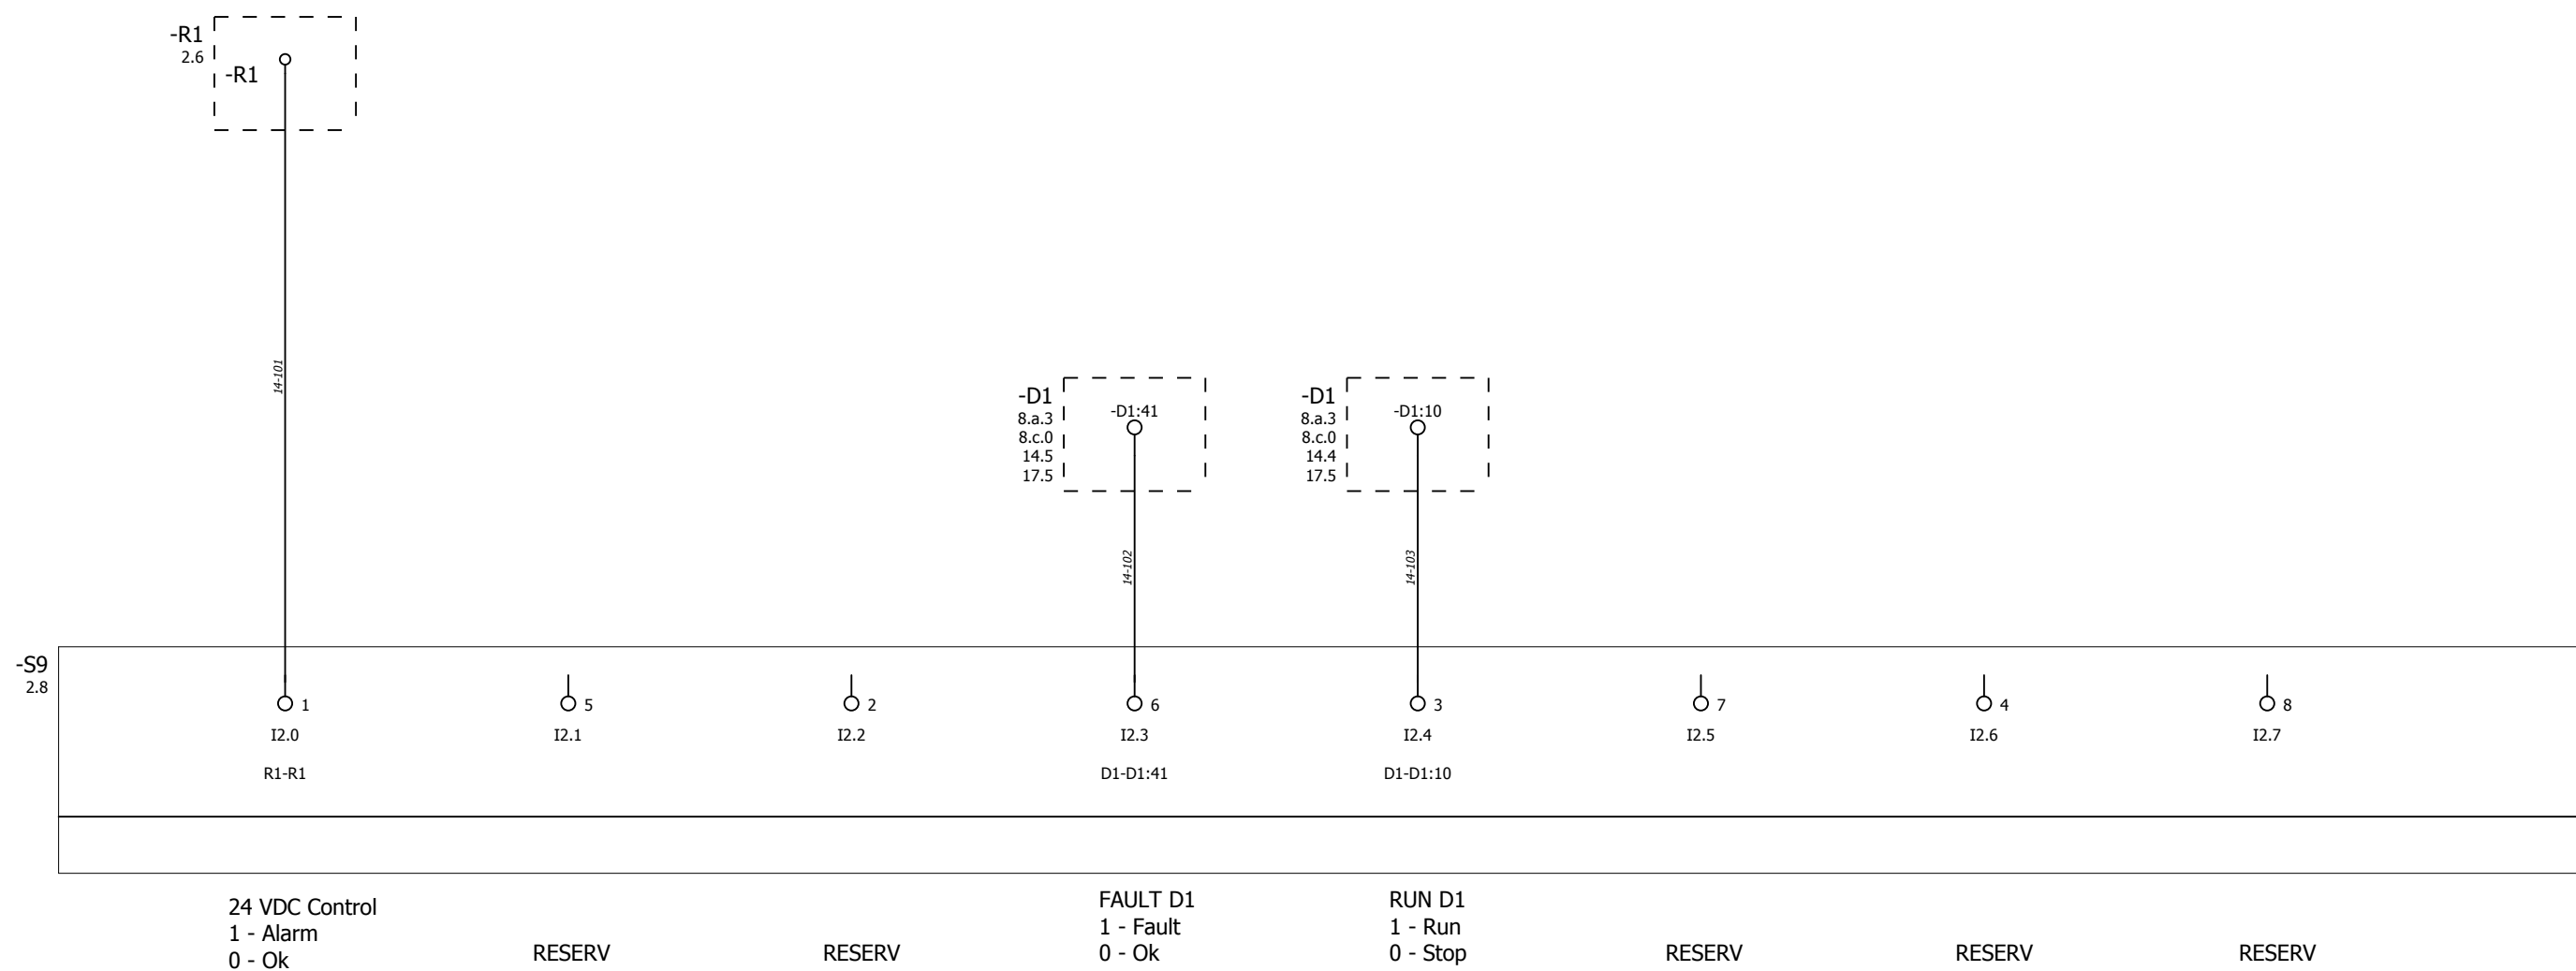 -R1
2.6
-R1
14-101
-D1
8.a.3
8.c.0
14.5
17.5
-D1:41
14-102
-D1
8.a.3
8.c.0
14.4
17.5
-D1:10
14-103
-S9
2.8
1
5
2
6
3
7
4
8
I2.0
I2.1
I2.2
I2.3
I2.4
I2.5
I2.6
I2.7
R1-R1
D1-D1:41
D1-D1:10
24 VDC Control
1 - Alarm
0 - Ok
RESERV
RESERV
FAULT D1
1 - Fault
0 - Ok
RUN D1
1 - Run
0 - Stop
RESERV
RESERV
RESERV